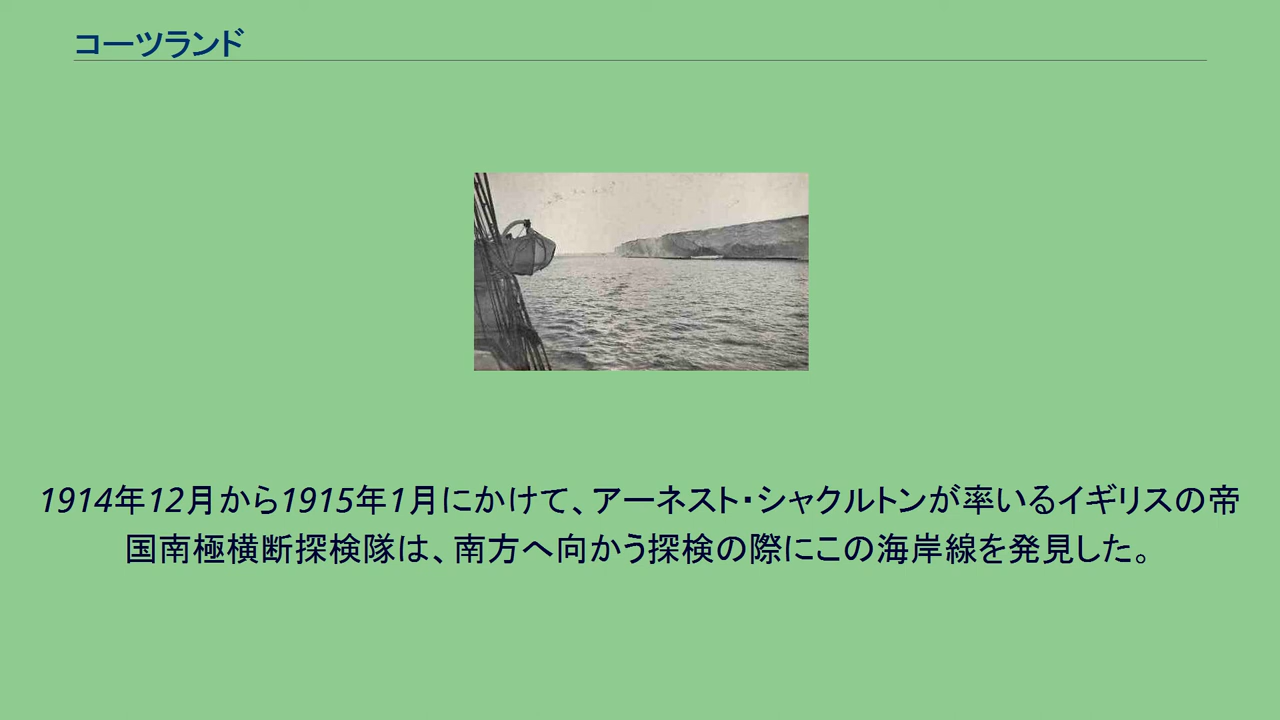 コーツランド
1914年12月から1915年1月にかけて、アーネスト・シャクルトンが率いるイギリスの帝
国南極横断探検隊は、南方へ向かう探検の際にこの海岸線を発見した。